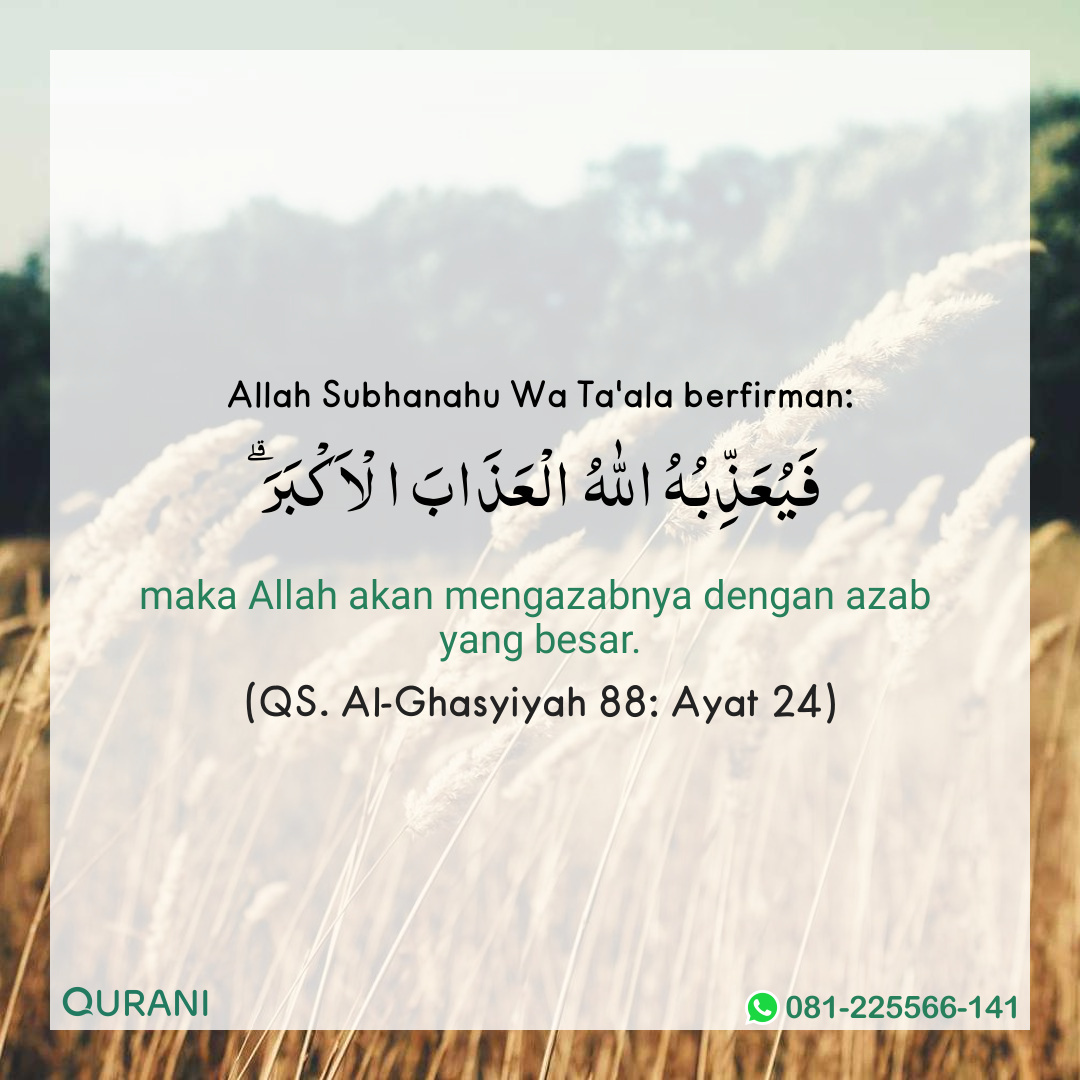 Allah Subhanahu Wa Ta'ala berfirman:
فَيُعَذِّبُهُ اللّٰهُ الْعَذَا بَ الْاَ كْبَرَ ۗ
maka Allah akan mengazabnya dengan azab
yang besar.
(QS. Al-Ghasyiyah 88: Ayat 24)
QURANI
081-225566-141